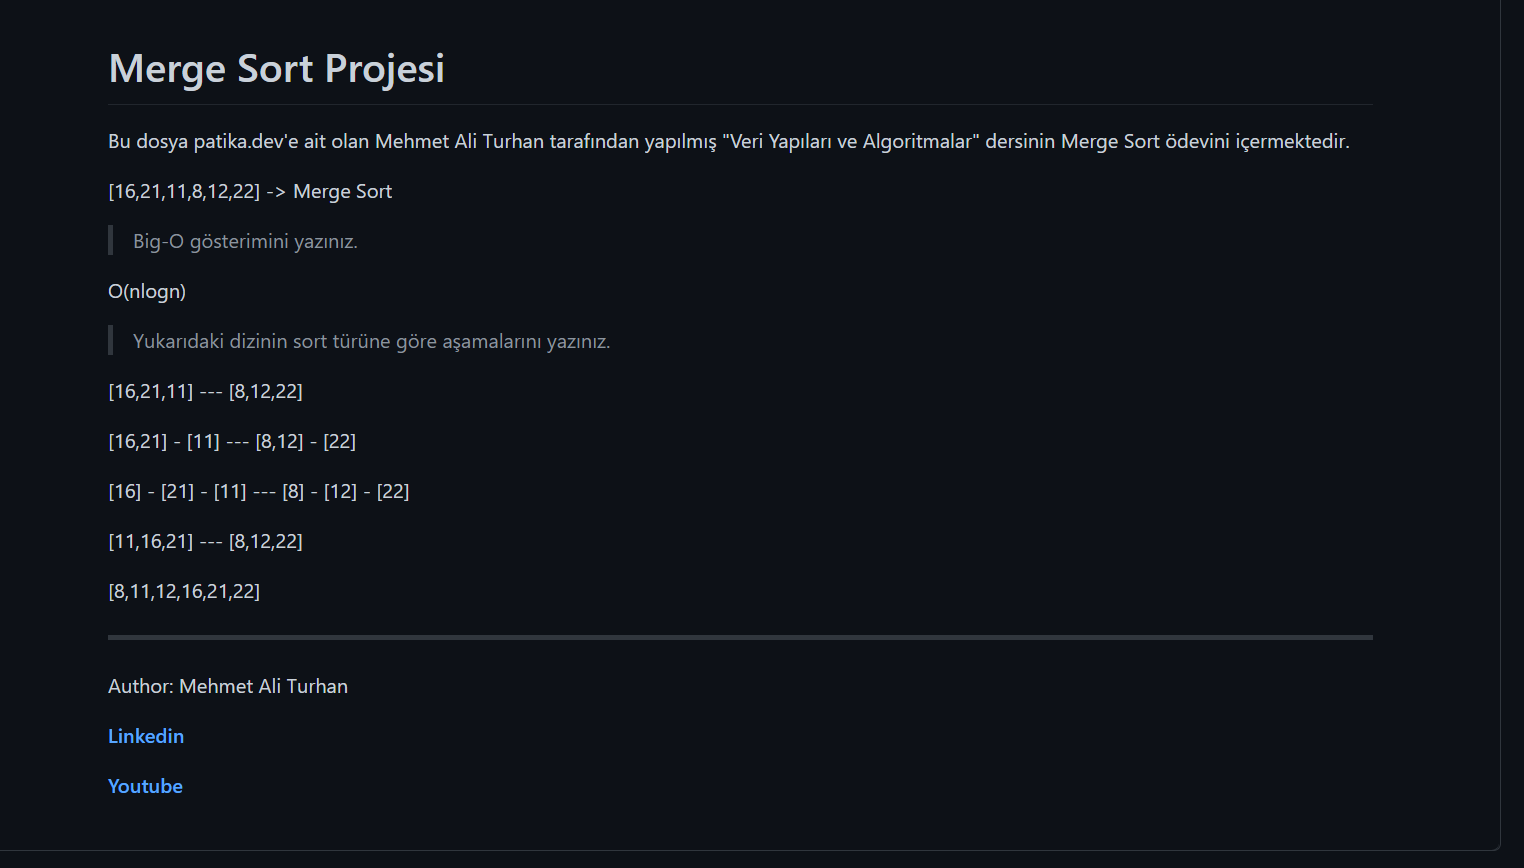 Merge Sort Projesi
Bu dosya patika.dev'e ait olan Mehmet Ali Turhan tarafından yapılmış "Veri Yapıları ve Algoritmalar" dersinin Merge Sort ödevini içermektedir.
[16,21,11,8,12,22] -> Merge Sort
Big-O gösterimini yazınız.
O(nlogn)
Yukarıdaki dizinin sort türüne göre aşamalarını yazınız.
[16,21,11] --- [8,12,22]
[16,21] - [11] --- [8,12] - [22]
[16] - [21] - [11] --- [8] - [12] - [22]
[11,16,21] --- [8,12,22]
[8,11,12,16,21,22]
Author: Mehmet Ali Turhan
Linkedin
Youtube